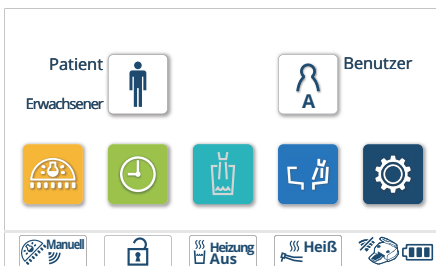 Patient
Benutzer
Erwachsener
A
Manuell
Heizung
Aus
Heiß